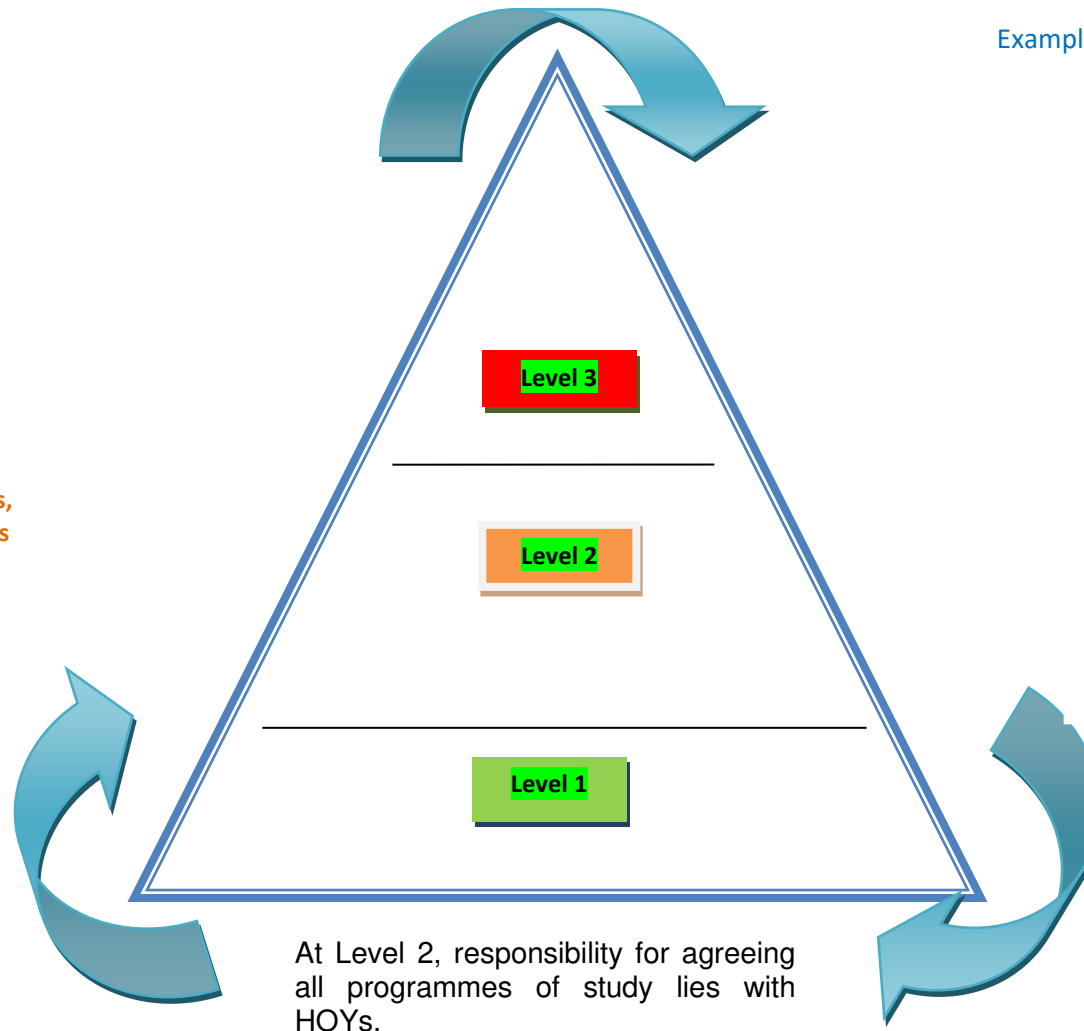 Exampl
Level 3
s,
s
Level 2
Level 1
At Level 2, responsibility for agreeing
all programmes of study lies with
HOYs.